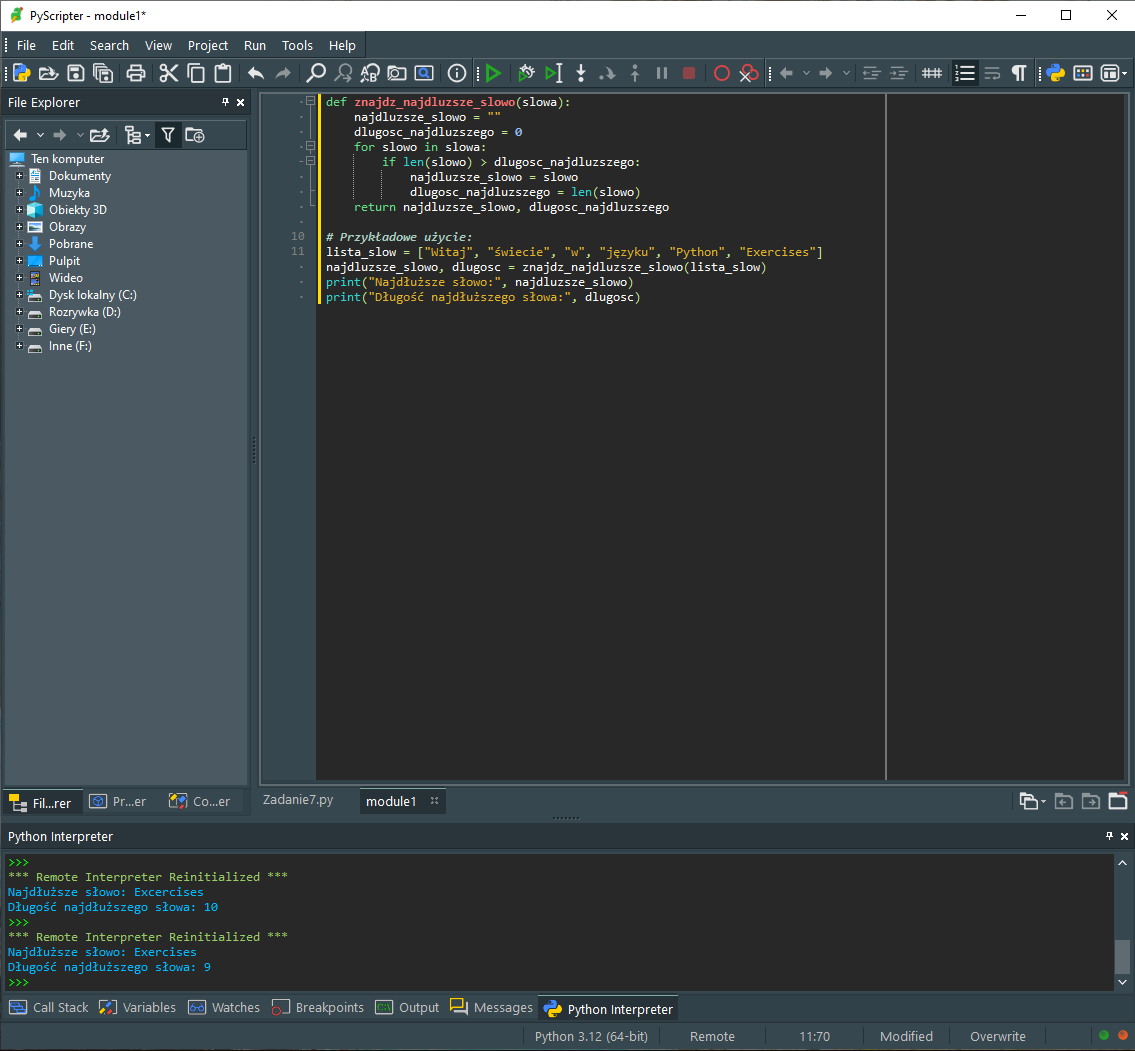 PyScripter - module1*
File Edit Search View Project Run Tools Help
File Explorer
Ten komputer
Dokumenty
Muzyka
Obiekty 3D
Obrazy
Pobrane
Pulpit
Wideo
Dysk lokalny (C:)
Rozrywka (D:)
Giery (E:)
Inne (F:)
Fil...rer Pr...er Co...er
def znajdz_najdluzsze_slowo(slowa):
najdluzsze_slowo = ""
dlugosc_najdluzszego = 0
for slowo in slowa:
if len(slowo) > dlugosc_najdluzszego:
najdluzsze_slowo = slowo
dlugosc_najdluzszego = len(slowo)
return najdluzsze_slowo, dlugosc_najdluzszego
10 # Przykładowe użycie:
11 lista_slow = ["Witaj", "świecie", "w", "języku", "Python", "Exercises"]
najdluzsze_slowo, dlugosc = znajdz_najdluzsze_slowo(lista_slow)
print("Najdłuższe słowo:", najdluzsze_slowo)
print("Długość najdłuższego słowa:", dlugosc)
Zadanie7.py module1
Python Interpreter
>>>
*** Remote Interpreter Reinitialized ***
Najdłuższe słowo: Excercises
Długość najdłuższego słowa: 10
>>>
*** Remote Interpreter Reinitialized ***
Najdłuższe słowo: Exercises
Długość najdłuższego słowa: 9
>>>
Call Stack Variables Watches Breakpoints Output Messages Python Interpreter
Python 3.12 (64-bit) Remote 11:70 Modified Overwrite